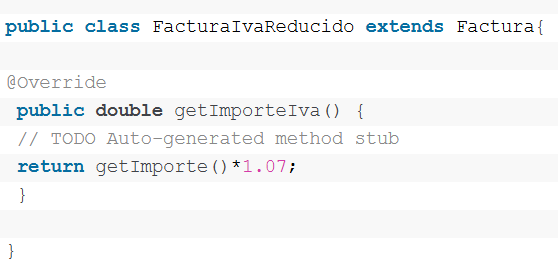 public class FacturaIvaReducido extends Factura{
@Override
public double getImporteIva() {
// TODO Auto-generated method stub
return getImporte()*1.07;
}
}